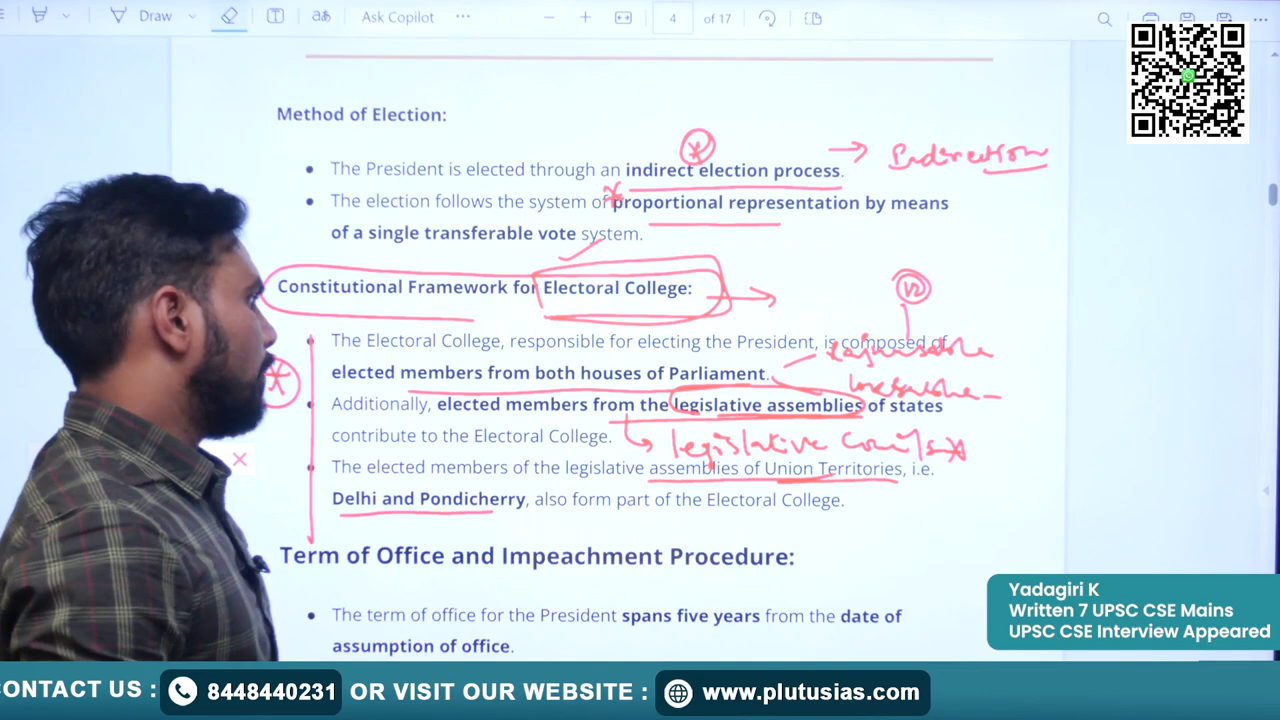 Draw
Ask Copilot
4 of 17
Method of Election:
• The President is elected through an indirect election process. → Indirection
• The election follows the system of proportional representation by means
of a single transferable vote system.
Constitutional Framework for Electoral College:
V2
• The Electoral College, responsible for electing the President, is composed of
elected members from both houses of Parliament.
• Additionally, elected members from the legislative assemblies of states
contribute to the Electoral College. legislative
• The elected members of the legislative assemblies of Union Territories, i.e.
Delhi and Pondicherry, also form part of the Electoral College.
Term of Office and Impeachment Procedure:
• The term of office for the President spans five years from the date of
assumption of office.
Yadagiri K
Written 7 UPSC CSE Mains
UPSC CSE Interview Appeared
ONTACT US : 8448440231 OR VISIT OUR WEBSITE : www.plutusias.com